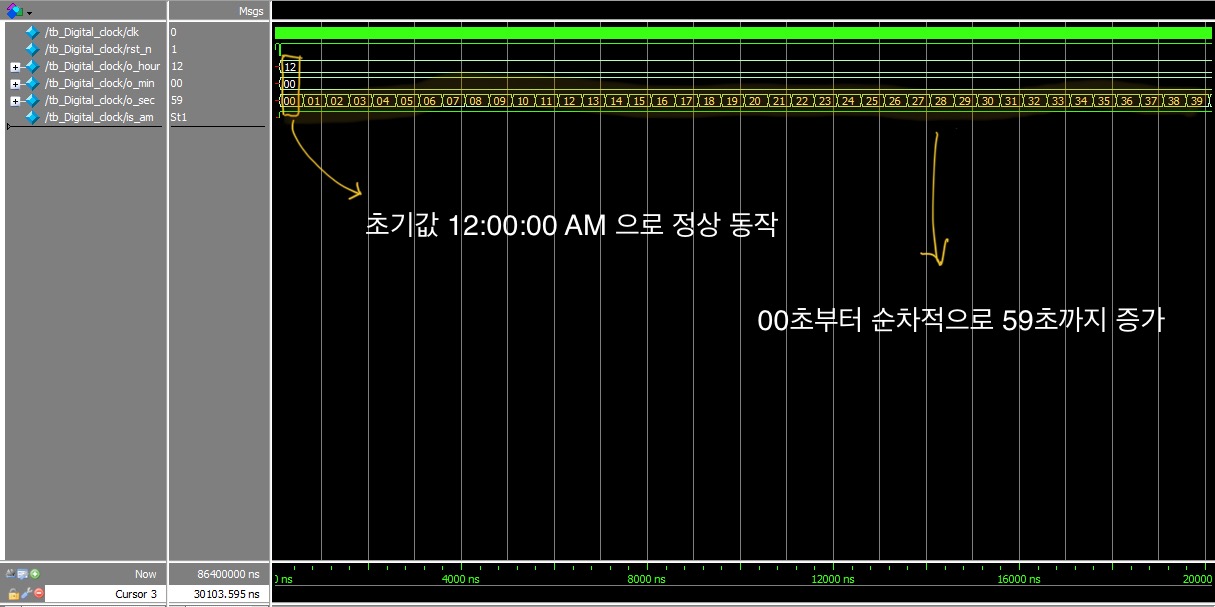 Msgs
/tb_Digital_clock/clk 0
/tb_Digital_clock/rst_n 1
/tb_Digital_clock/o_hour 12 12
/tb_Digital_clock/o_min 00 00
/tb_Digital_clock/o_sec 59 00 01 02 03 04 05 06 07 08 09 10 11 12 13 14 15 16 17 18 19 20 21 22 23 24 25 26 27 28 29 30 31 32 33 34 35 36 37 38 39
/tb_Digital_clock/is_am St1
초기값 12:00:00 AM 으로 정상 동작
00초부터 순차적으로 59초까지 증가
Now 86400000 ns
Cursor 3 30103.595 ns
ns 4000 ns 8000 ns 12000 ns 16000 ns 20000